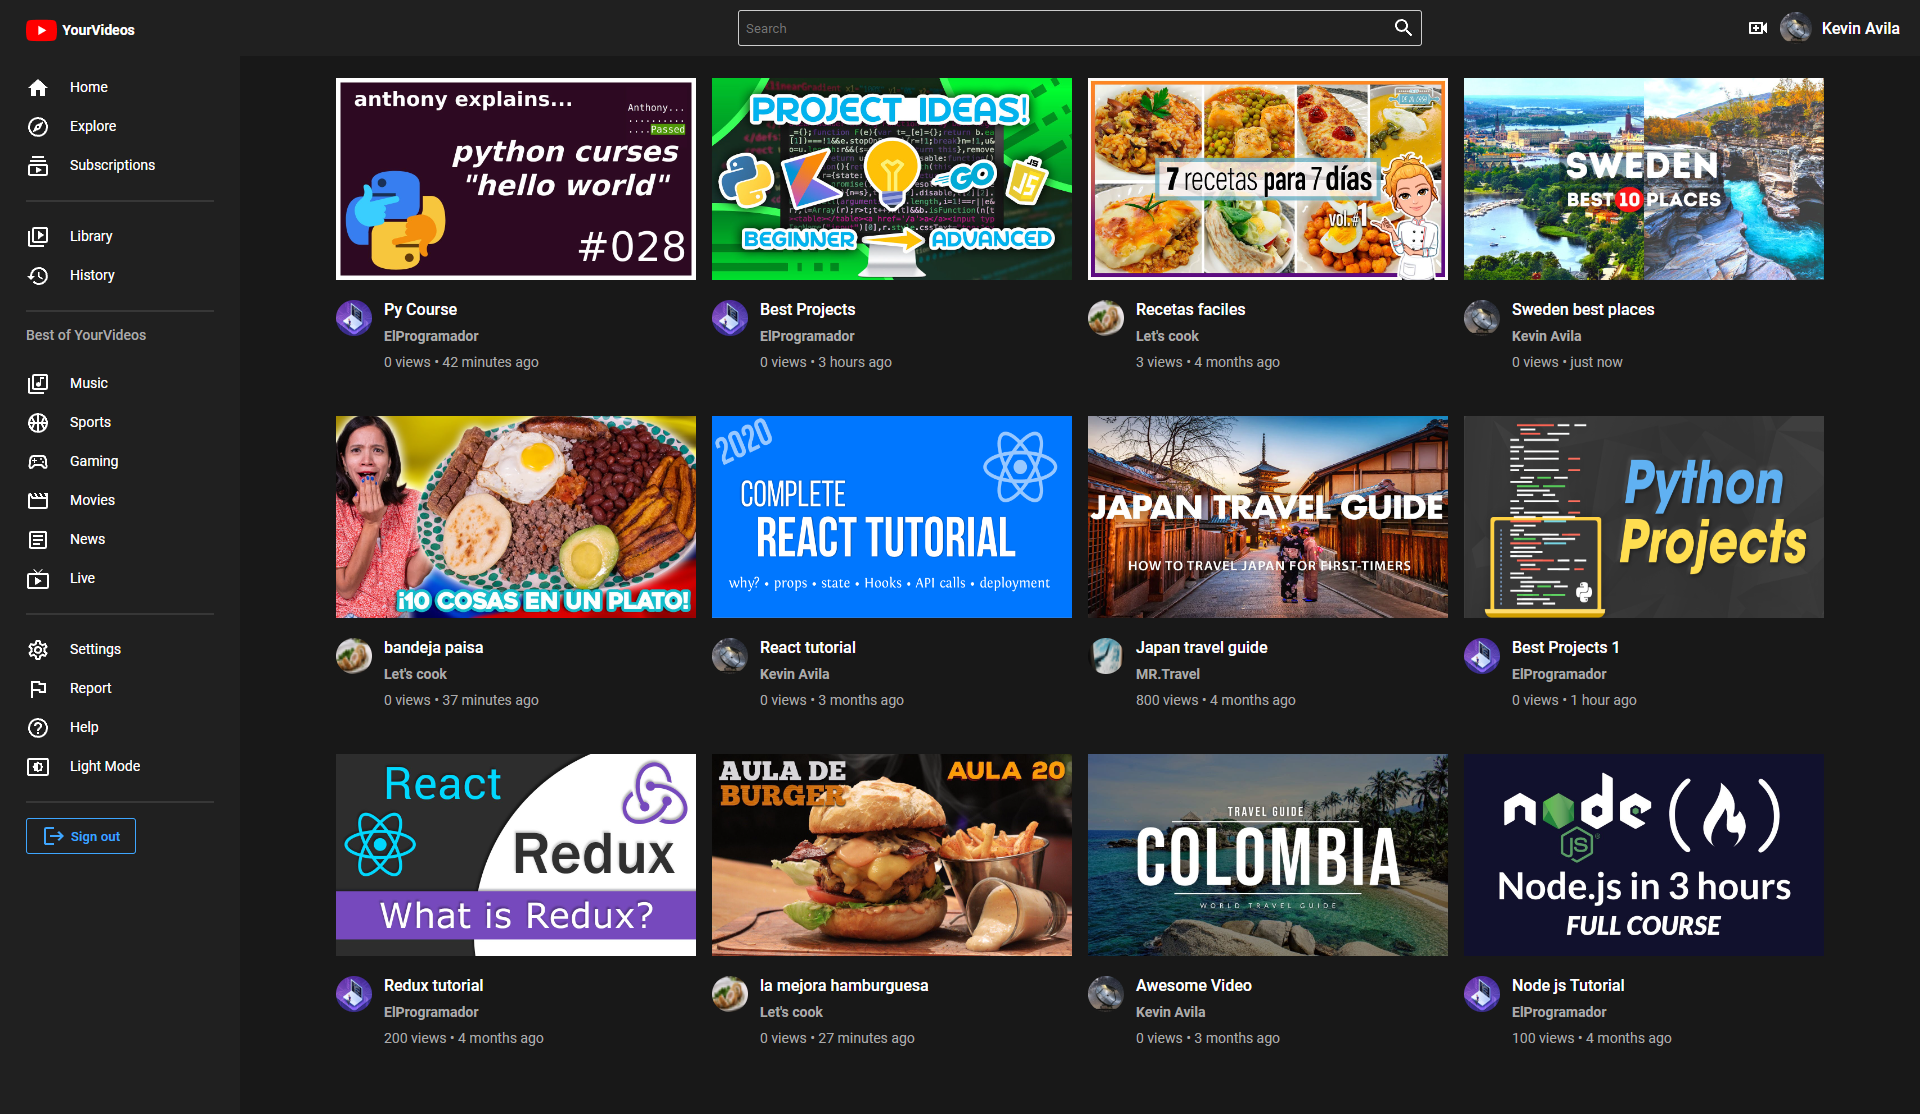 YourVideos
Search
Kevin Avila
Home
Explore
Subscriptions
Library
History
Best of YourVideos
Music
Sports
Gaming
Movies
News
Live
Settings
Report
Help
Light Mode
Sign out
anthony explains...
Anthony...
..........
....Passed
python curses
"hello world"
#028
Py Course
ElProgramador
0 views • 42 minutes ago
PROJECT IDEAS!
GO
JS
BEGINNER
ADVANCED
Best Projects
ElProgramador
0 views • 3 hours ago
7 recetas para 7 días
vol. #1
Recetas faciles
Let's cook
3 views • 4 months ago
SWEDEN
BEST 10 PLACES
Sweden best places
Kevin Avila
0 views • just now
¡10 COSAS EN UN PLATO!
bandeja paisa
Let's cook
0 views • 37 minutes ago
2020
COMPLETE
REACT TUTORIAL
why? • props • state • Hooks • API calls • deployment
React tutorial
Kevin Avila
0 views • 3 months ago
JAPAN TRAVEL GUIDE
HOW TO TRAVEL JAPAN FOR FIRST-TIMERS
Japan travel guide
MR.Travel
800 views • 4 months ago
Python
Projects
Best Projects 1
ElProgramador
0 views • 1 hour ago
React
Redux
What is Redux?
Redux tutorial
ElProgramador
200 views • 4 months ago
AULA DE
BURGER
AULA 20
la mejora hamburguesa
Let's cook
0 views • 27 minutes ago
TRAVEL GUIDE
COLOMBIA
WORLD TRAVEL GUIDE
Awesome Video
Kevin Avila
0 views • 3 months ago
node
JS
Node.js in 3 hours
FULL COURSE
Node js Tutorial
ElProgramador
100 views • 4 months ago